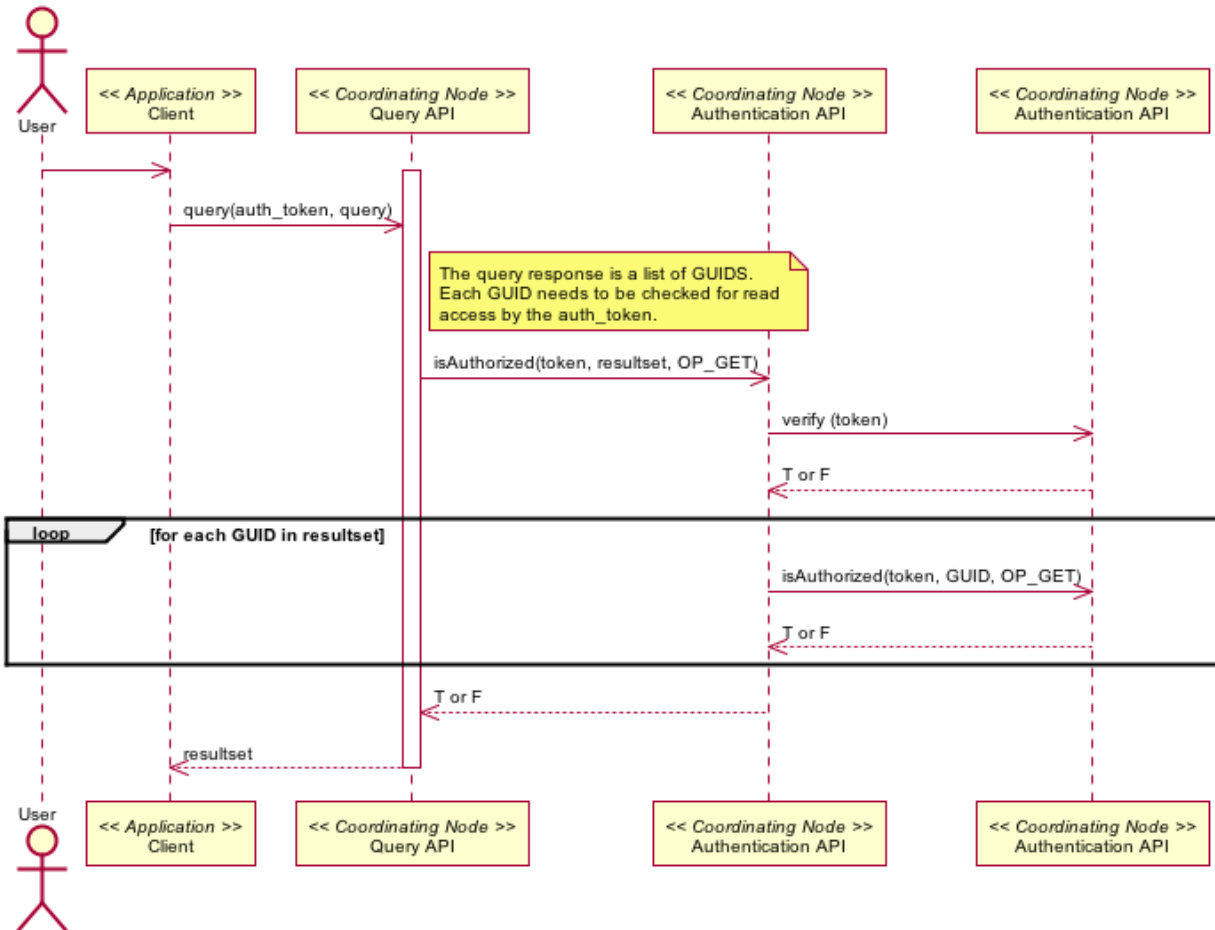 User
<< Application >>
Client
<< Coordinating Node >>
Query API
<< Coordinating Node >>
Authentication API
<< Coordinating Node >>
Authentication API
query(auth_token, query)
The query response is a list of GUIDS.
Each GUID needs to be checked for read
access by the auth_token.
isAuthorized(token, resultset, OP_GET)
verify (token)
T or F
loop
[for each GUID in resultset]
isAuthorized(token, GUID, OP_GET)
T or F
T or F
resultset
User
<< Application >>
Client
<< Coordinating Node >>
Query API
<< Coordinating Node >>
Authentication API
<< Coordinating Node >>
Authentication API